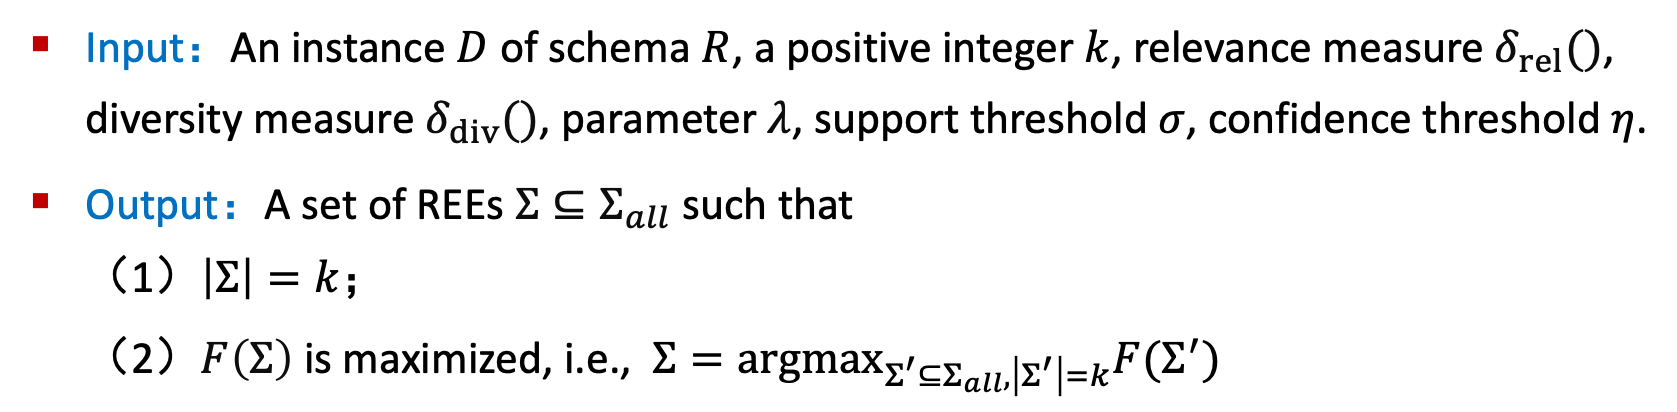 ▪ Input：An instance D of schema R, a positive integer k, relevance measure δ_rel(),
diversity measure δ_div(), parameter λ, support threshold σ, confidence threshold η.
▪ Output：A set of REEs Σ ⊆ Σ_all such that
（1）|Σ| = k；
（2）F(Σ) is maximized, i.e., Σ = argmax_{Σ′⊆Σ_all,|Σ′|=k} F(Σ′)